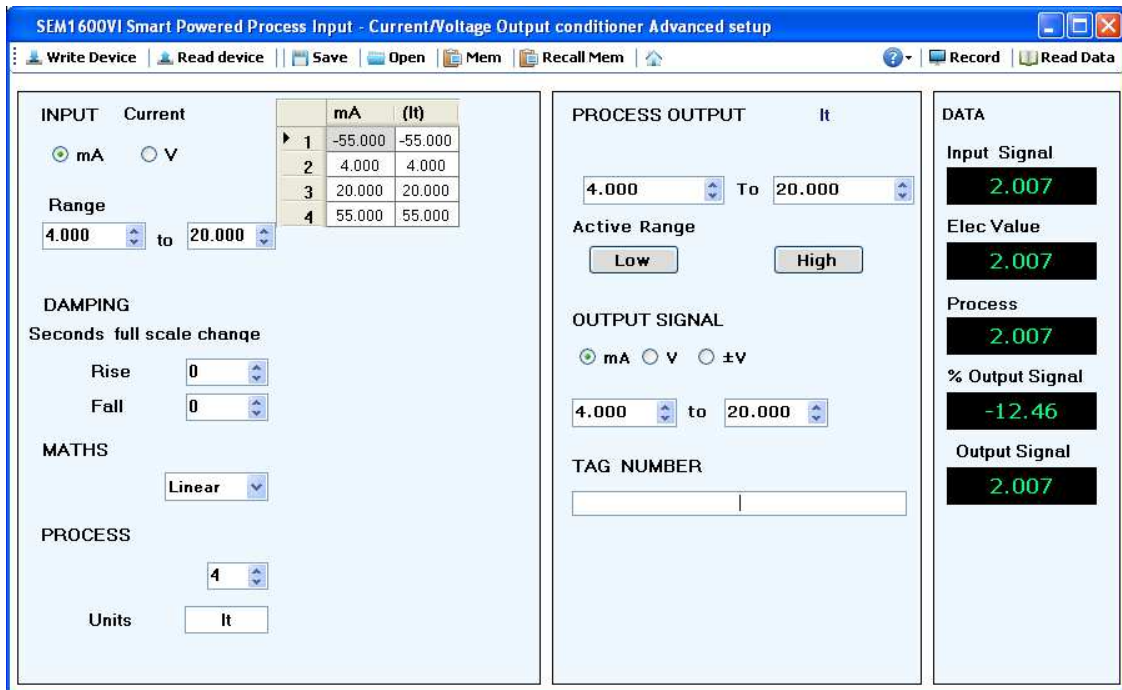 SEM1600VI Smart Powered Process Input - Current/Voltage Output conditioner Advanced setup
Write Device Read device Save Open Mem Recall Mem Record Read Data
INPUT Current
mA V
Range
4.000 to 20.000
mA (lt)
1 -55.000 -55.000
2 4.000 4.000
3 20.000 20.000
4 55.000 55.000
DAMPING
Seconds full scale change
Rise 0
Fall 0
MATHS
Linear
PROCESS
4
Units lt
PROCESS OUTPUT lt
4.000 To 20.000
Active Range
Low High
OUTPUT SIGNAL
mA V ±V
4.000 to 20.000
TAG NUMBER
DATA
Input Signal
2.007
Elec Value
2.007
Process
2.007
% Output Signal
-12.46
Output Signal
2.007